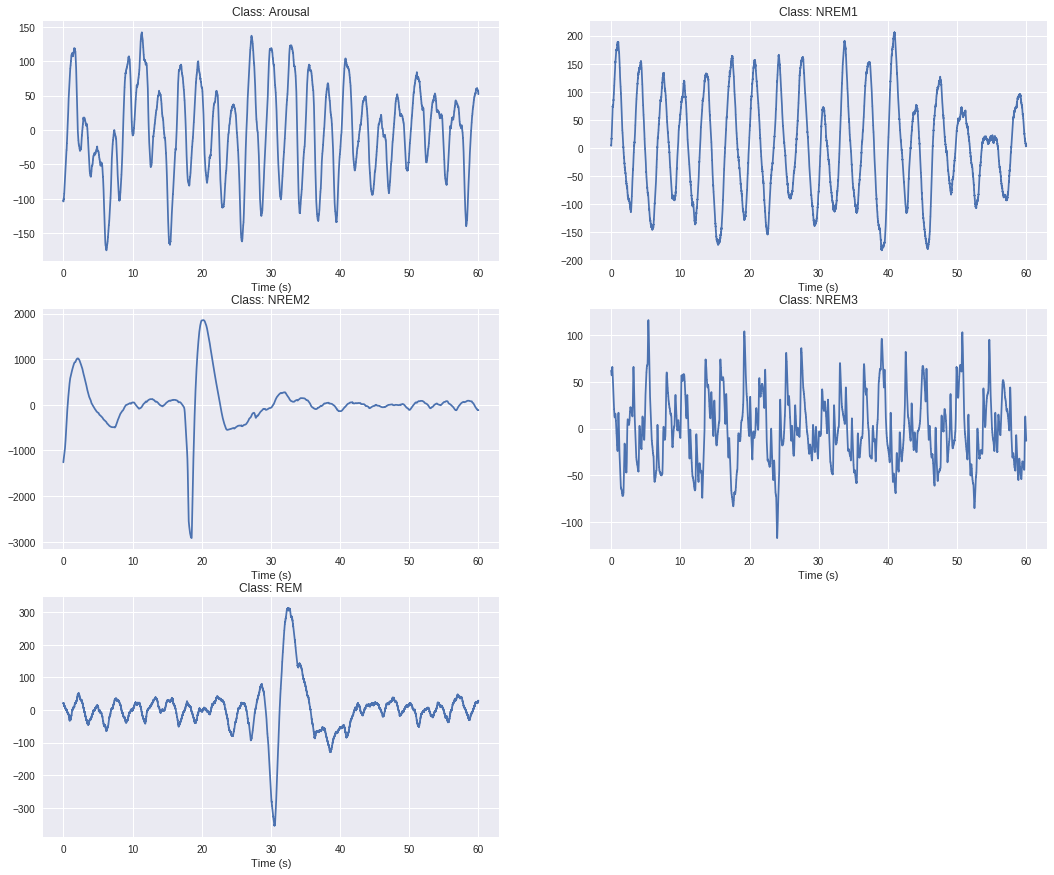 Class: Arousal
150
100
50
0
−50
−100
−150
0 10 20 30 40 50 60
Time (s)
Class: NREM1
200
150
100
50
0
−50
−100
−150
−200
0 10 20 30 40 50 60
Time (s)
Class: NREM2
2000
1000
0
−1000
−2000
−3000
0 10 20 30 40 50 60
Time (s)
Class: NREM3
100
50
0
−50
−100
0 10 20 30 40 50 60
Time (s)
Class: REM
300
200
100
0
−100
−200
−300
0 10 20 30 40 50 60
Time (s)